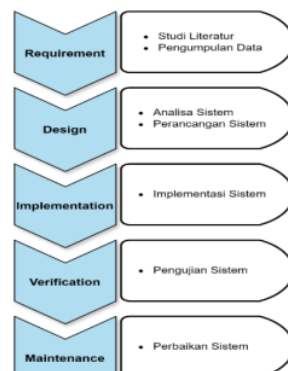 Requirement
• Studi Literatur
• Pengumpulan Data
Design
• Analisa Sistem
• Perancangan Sistem
Implementation
• Implementasi Sistem
Verification
• Pengujian Sistem
Maintenance
• Perbaikan Sistem